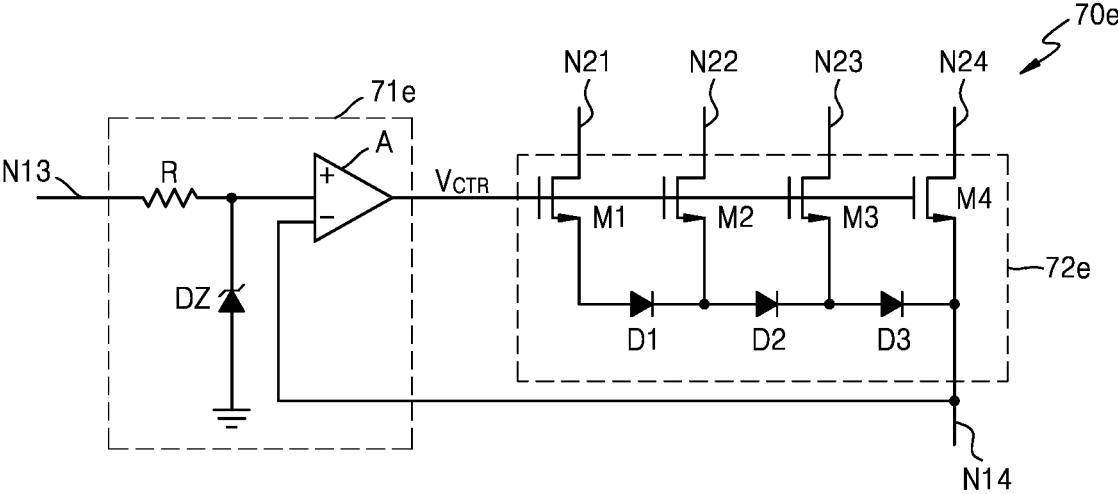 70e
N21
N22
N23
N24
71e
A
N13
R
+
VCTR
−
M1
M2
M3
M4
DZ
72e
D1
D2
D3
N14